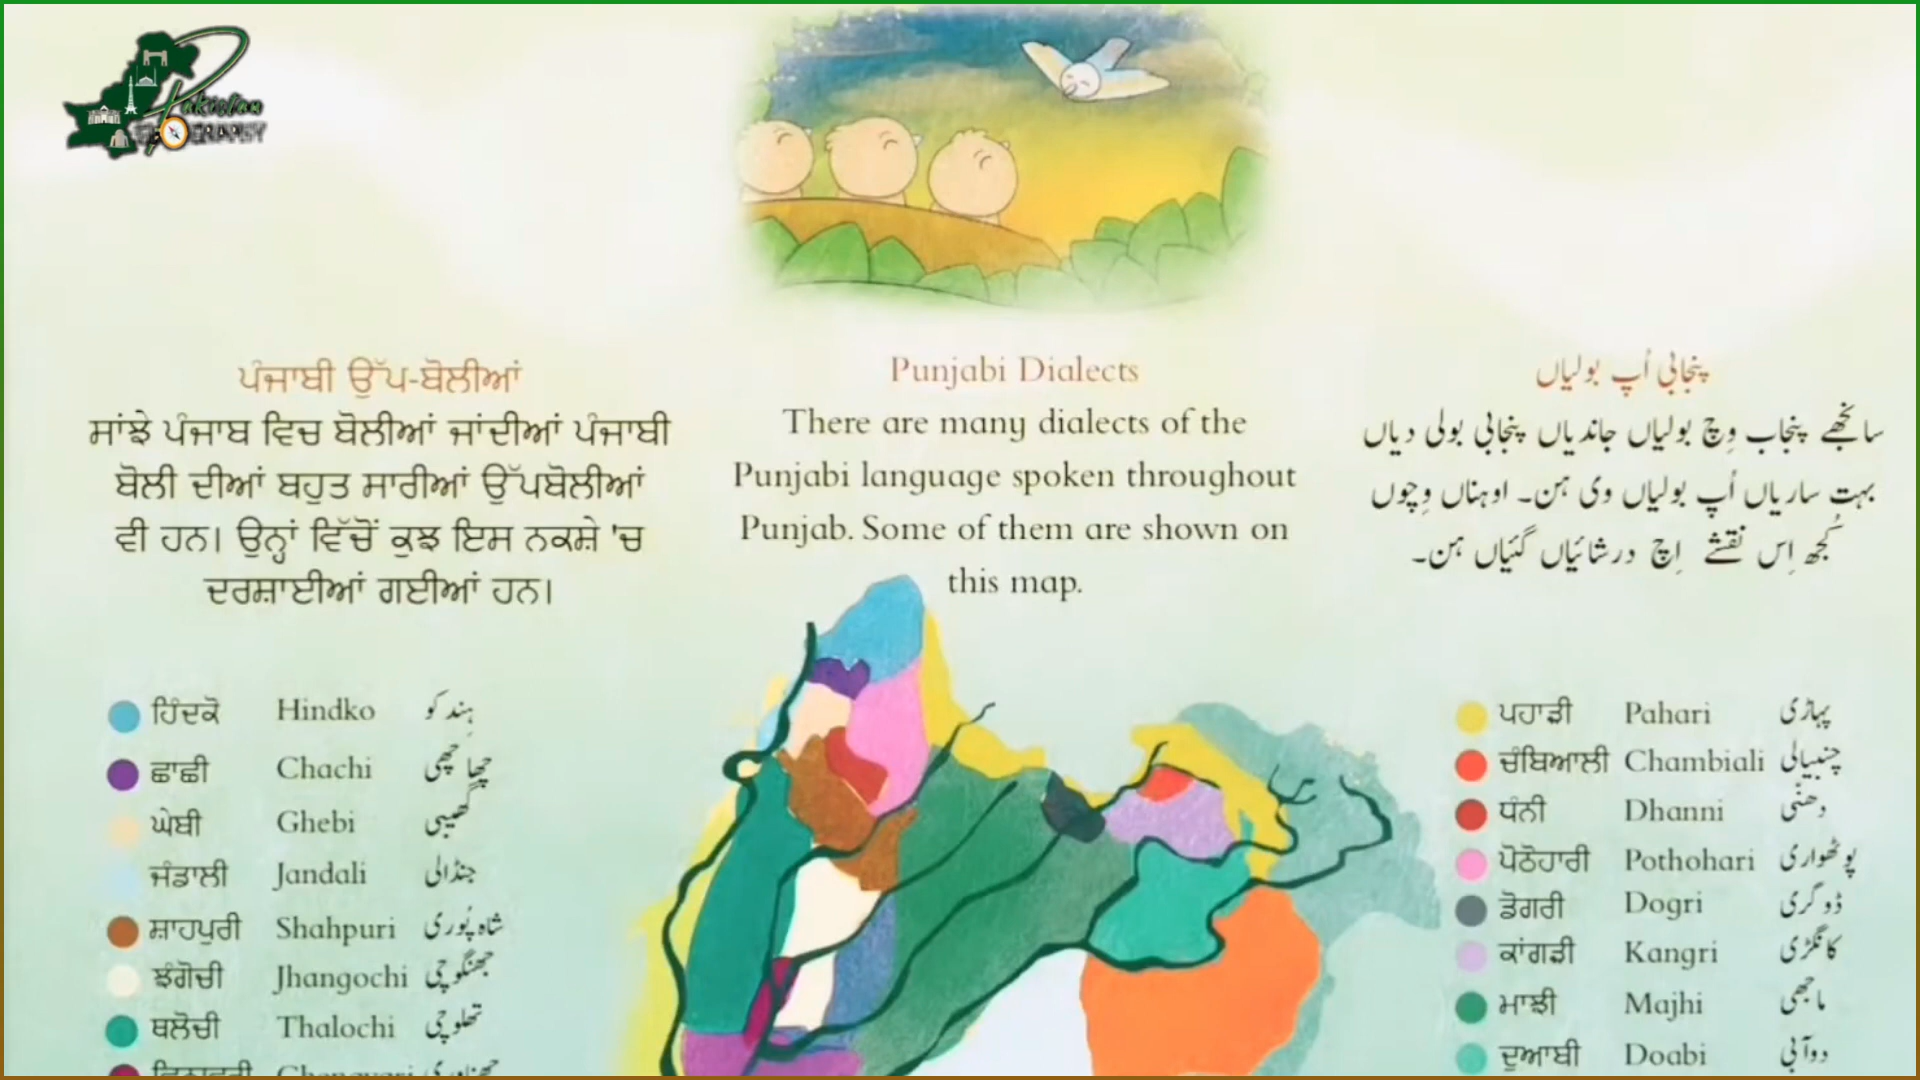 Pakistan
ਪੰਜਾਬੀ ਉੱਪ-ਬੋਲੀਆਂ
ਸਾਂਝੇ ਪੰਜਾਬ ਵਿਚ ਬੋਲੀਆਂ ਜਾਂਦੀਆਂ ਪੰਜਾਬੀ
ਬੋਲੀ ਦੀਆਂ ਬਹੁਤ ਸਾਰੀਆਂ ਉੱਪਬੋਲੀਆਂ
ਵੀ ਹਨ। ਉਨ੍ਹਾਂ ਵਿੱਚੋਂ ਕੁਝ ਇਸ ਨਕਸ਼ੇ 'ਚ
ਦਰਸ਼ਾਈਆਂ ਗਈਆਂ ਹਨ।
Punjabi Dialects
There are many dialects of the
Punjabi language spoken throughout
Punjab. Some of them are shown on
this map.
پنجابی اُپ بولیاں
سانجھے پنجاب وِچ بولیاں جاندیاں پنجابی بولی دیاں
بہت ساریاں اُپ بولیاں وی ہن۔ اوہناں وِچوں
کُجھ اِس نقشے اِچ درشائیاں گئیاں ہن۔
ਹਿੰਦਕੋ Hindko ہِندکو
ਛਾਛੀ Chachi چھاچھی
ਘੇਬੀ Ghebi گھیبی
ਜੰਡਾਲੀ Jandali جنڈالی
ਸ਼ਾਹਪੁਰੀ Shahpuri شاہ پُوری
ਝੰਗੋਚੀ Jhangochi جھنگوچی
ਥਲੋਚੀ Thalochi تھلوچی
ਪਹਾੜੀ Pahari پہاڑی
ਚੰਬਿਆਲੀ Chambiali چنبیالی
ਧੰਨੀ Dhanni دھنّی
ਪੋਠੋਹਾਰੀ Pothohari پوٹھواری
ਡੋਗਰੀ Dogri ڈوگری
ਕਾਂਗੜੀ Kangri کانگڑی
ਮਾਝੀ Majhi ماجھی
ਦੁਆਬੀ Doabi دوآبی